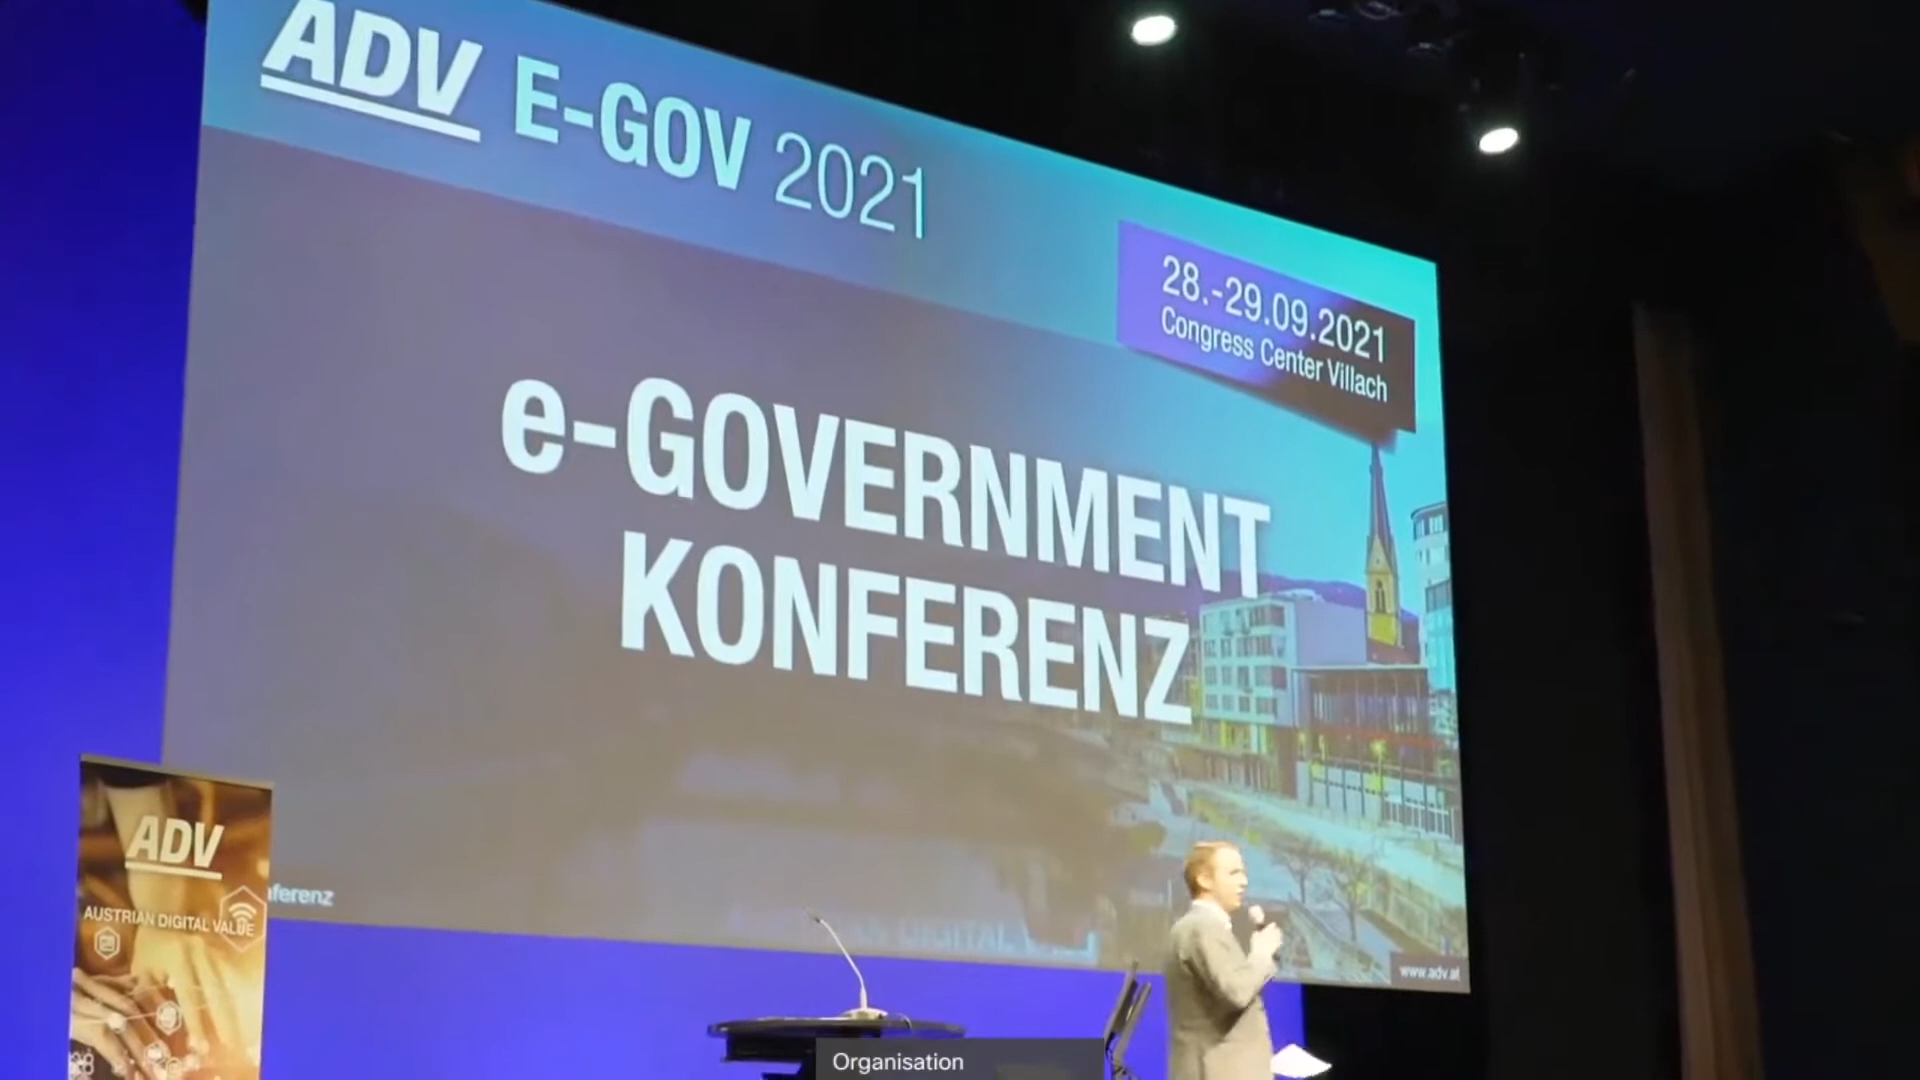 ADV E-GOV 2021
28.-29.09.2021
Congress Center Villach
e-GOVERNMENT
KONFERENZ
ADV
AUSTRIAN DIGITAL VALUE
nferenz
www.adv.at
Organisation